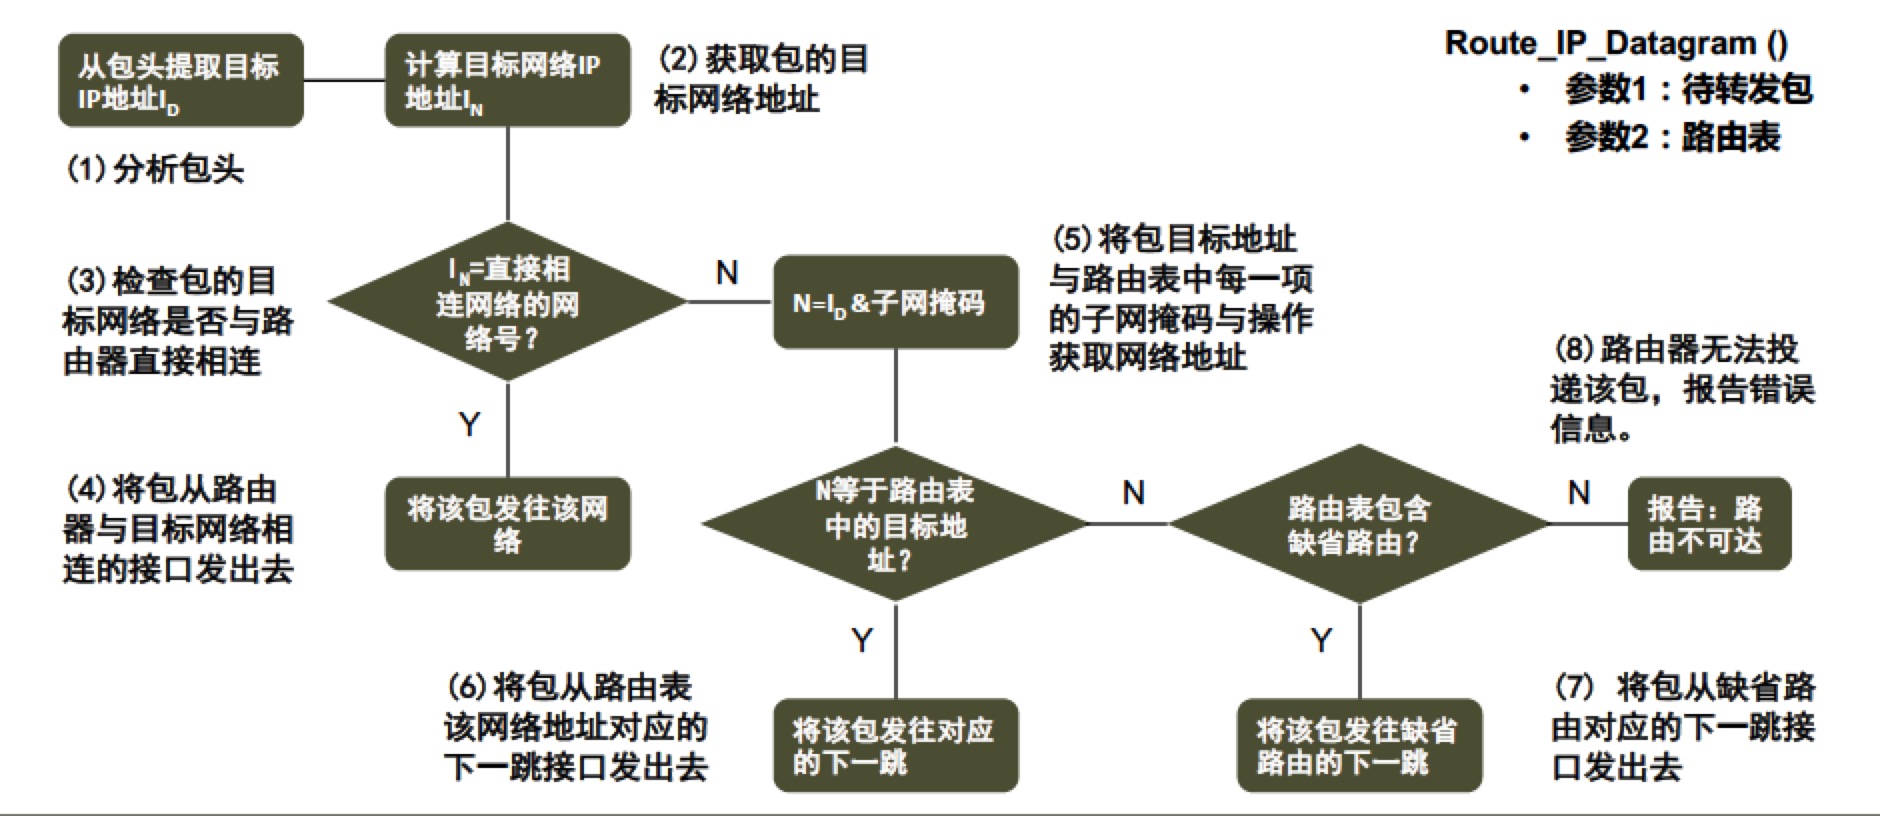 从包头提取目标
IP地址ID
计算目标网络IP
地址IN
(2)获取包的目
标网络地址
Route_IP_Datagram ()
• 参数1：待转发包
• 参数2：路由表
(1)分析包头
(3)检查包的目
标网络是否与路
由器直接相连
IN=直接相
连网络的网
络号？
N
N=ID&子网掩码
(5)将包目标地址
与路由表中每一项
的子网掩码与操作
获取网络地址
Y
(4)将包从路由
器与目标网络相
连的接口发出去
将该包发往该网
络
N等于路由表
中的目标地
址？
N
路由表包含
缺省路由？
N
(8)路由器无法投
递该包，报告错误
信息。
报告：路
由不可达
Y
(6)将包从路由表
该网络地址对应的
下一跳接口发出去
将该包发往对应
的下一跳
Y
将该包发往缺省
路由的下一跳
(7) 将包从缺省路
由对应的下一跳接
口发出去